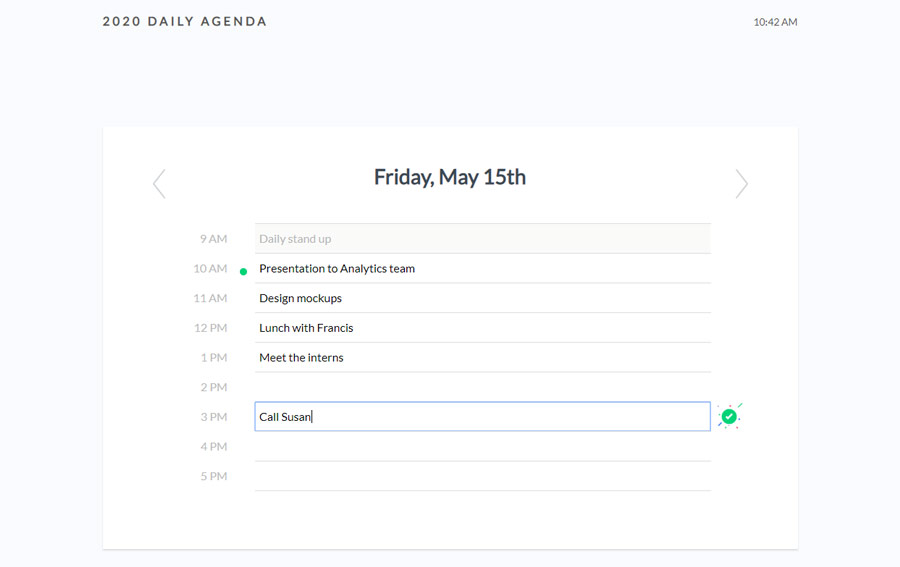 2020 DAILY AGENDA
10:42 AM
Friday, May 15th
9 AM Daily stand up
10 AM Presentation to Analytics team
11 AM Design mockups
12 PM Lunch with Francis
1 PM Meet the interns
2 PM
3 PM Call Susan
4 PM
5 PM